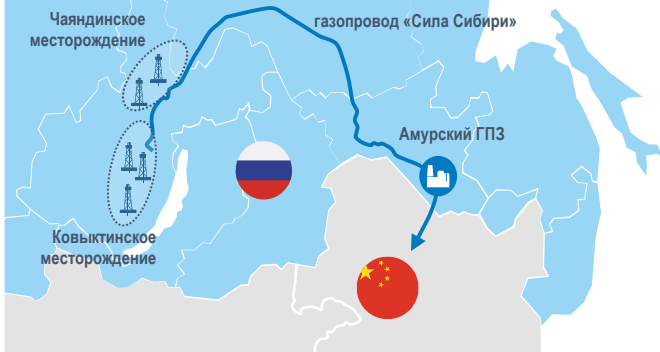 Чаяндинское
месторождение
газопровод «Сила Сибири»
Амурский ГПЗ
Ковыктинское
месторождение